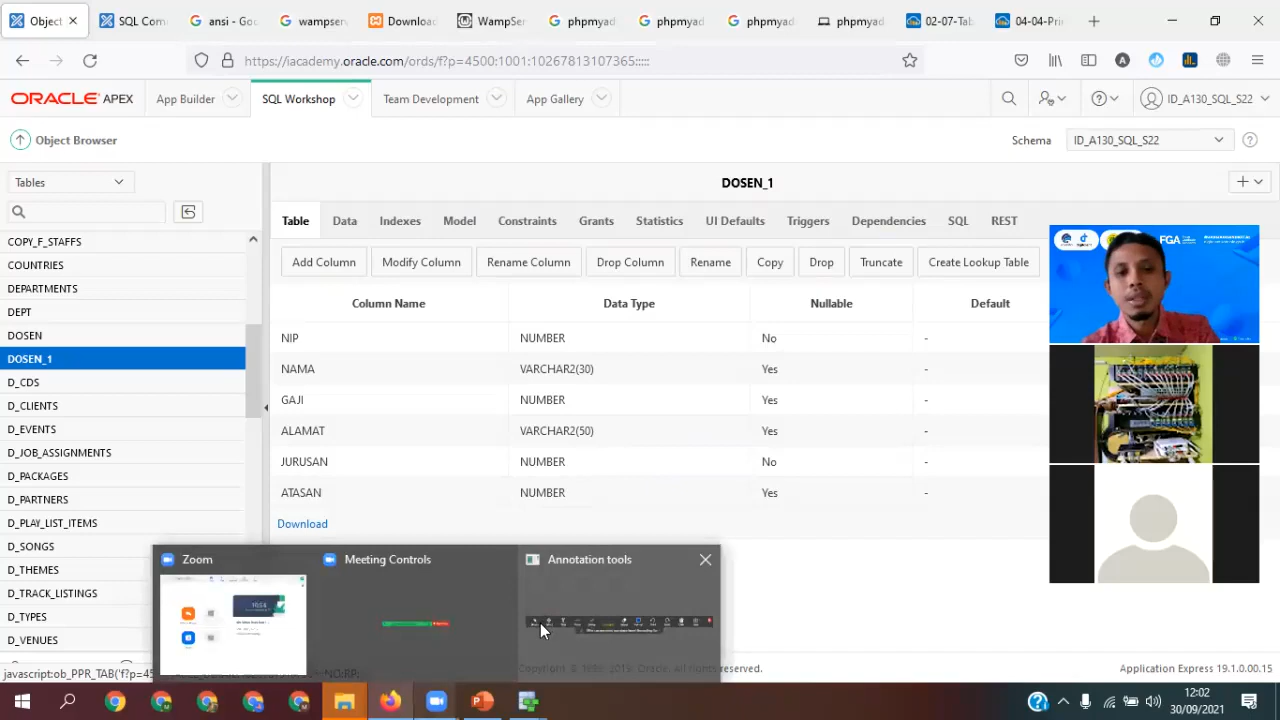 Object
SQL Com
ansi - Goo
wampserv
Download
WampSer
phpmyad
phpmyad
phpmyad
phpmyad
02-07-Tab
04-04-Pri
https://iacademy.oracle.com/ords/f?p=4500:1001:10267813107365:::::
ORACLE APEX
App Builder
SQL Workshop
Team Development
App Gallery
ID_A130_SQL_S22
Object Browser
Schema
ID_A130_SQL_S22
Tables
DOSEN_1
Table
Data
Indexes
Model
Constraints
Grants
Statistics
UI Defaults
Triggers
Dependencies
SQL
REST
COPY_F_STAFFS
COUNTRIES
DEPARTMENTS
DEPT
DOSEN
DOSEN_1
D_CDS
D_CLIENTS
D_EVENTS
D_JOB_ASSIGNMENTS
D_PACKAGES
D_PARTNERS
D_PLAY_LIST_ITEMS
D_SONGS
D_THEMES
D_TRACK_LISTINGS
D_TYPES
D_VENUES
Add Column
Modify Column
Rename Column
Drop Column
Rename
Copy
Drop
Truncate
Create Lookup Table
Column Name Data Type Nullable Default
NIP NUMBER No -
NAMA VARCHAR2(30) Yes -
GAJI NUMBER Yes -
ALAMAT VARCHAR2(50) Yes -
JURUSAN NUMBER No -
ATASAN NUMBER Yes -
Download
FGA
Zoom
Meeting Controls
Annotation tools
reserved.
Application Express 19.1.0.00.15
12:02
30/09/2021